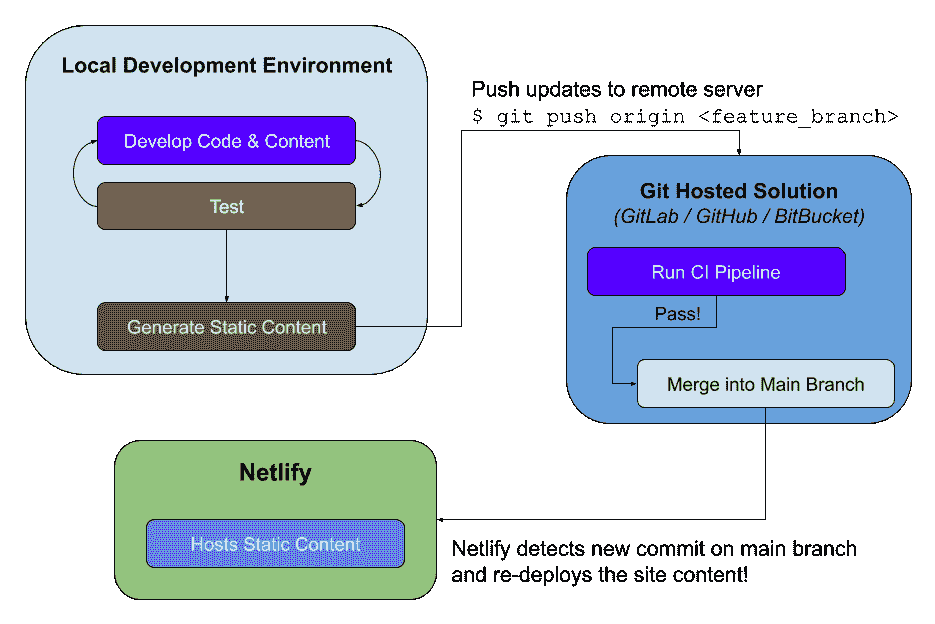 Local Development Environment
Develop Code & Content
Test
Generate Static Content
Push updates to remote server
$ git push origin <feature_branch>
Git Hosted Solution
(GitLab / GitHub / BitBucket)
Run CI Pipeline
Pass!
Merge into Main Branch
Netlify
Hosts Static Content
Netlify detects new commit on main branch
and re-deploys the site content!